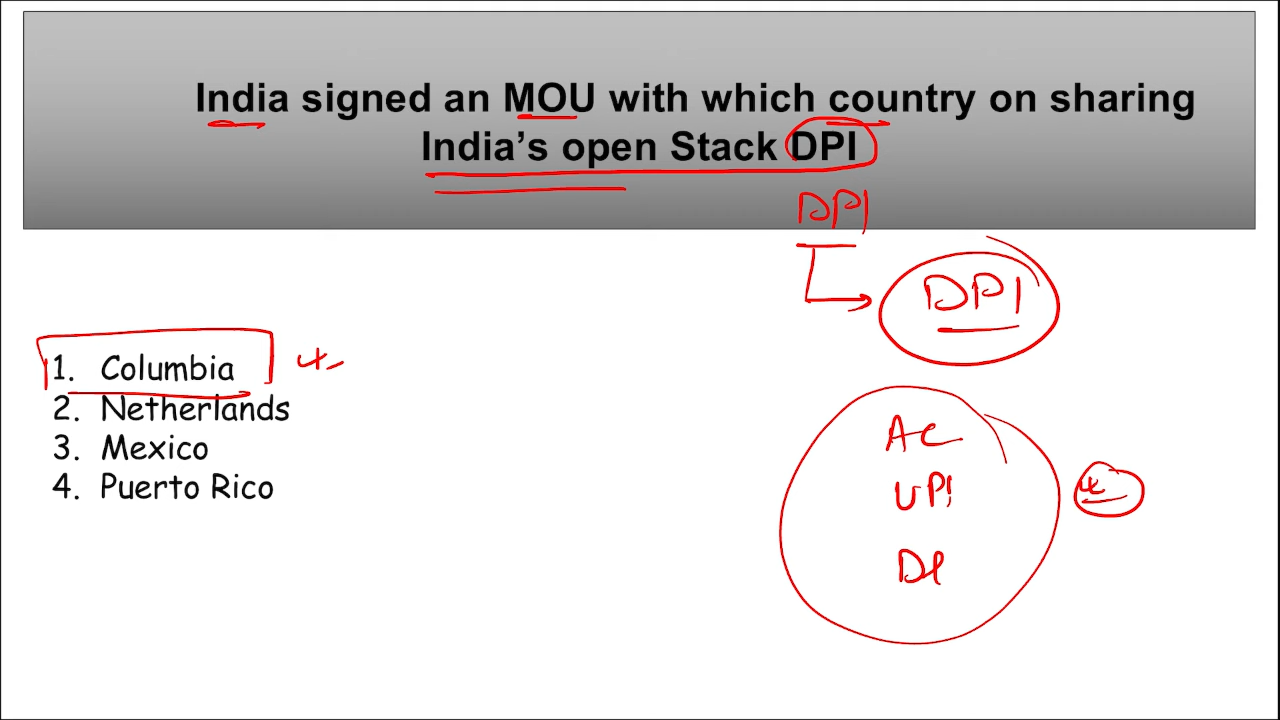 India signed an MOU with which country on sharing
India’s open Stack DPI
DPI
DPI
1. Columbia
2. Netherlands
3. Mexico
4. Puerto Rico
AC
UPI